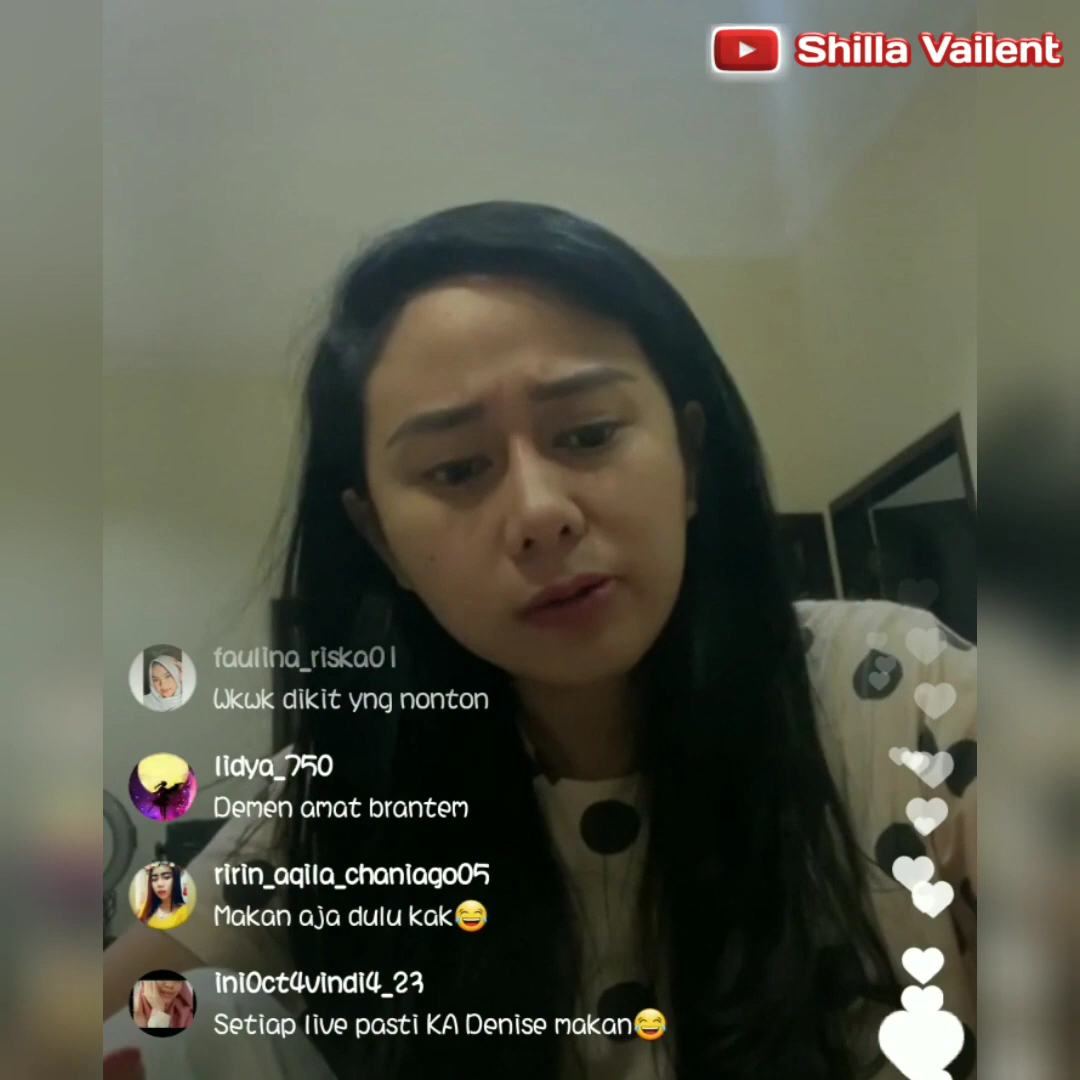 Shilla Vailent
faulina_riska01
Wkwk dikit yng nonton
lidya_750
Demen amat brantem
ririn_aqila_chaniago05
Makan aja dulu kak😂
ini0ct4vindi4_23
Setiap live pasti KA Denise makan😂